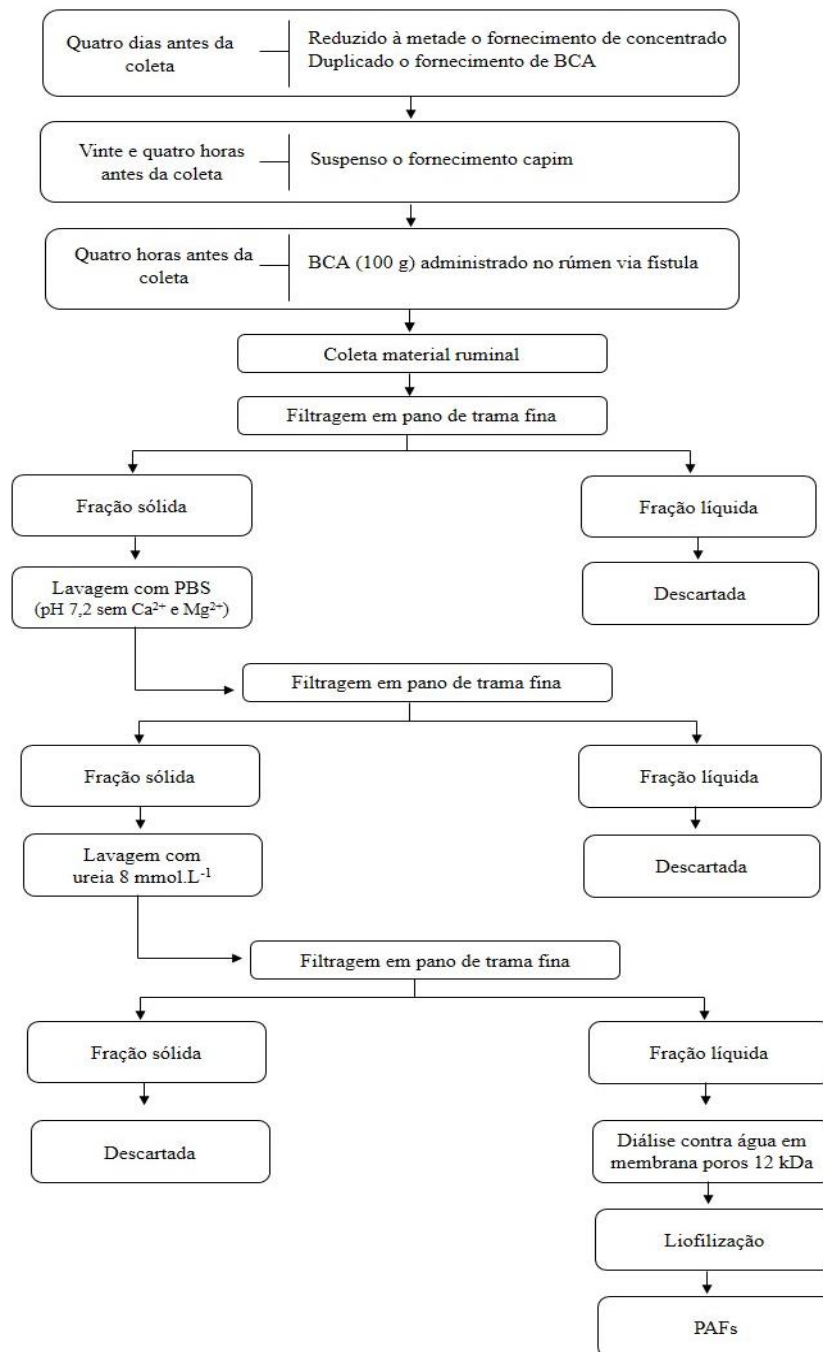 Quatro dias antes da
coleta
Reduzido à metade o fornecimento de concentrado
Duplicado o fornecimento de BCA
Vinte e quatro horas
antes da coleta
Suspenso o fornecimento capim
Quatro horas antes da
coleta
BCA (100 g) administrado no rúmen via fístula
Coleta material ruminal
Filtragem em pano de trama fina
Fração sólida
Fração líquida
Lavagem com PBS
(pH 7,2 sem Ca²⁺ e Mg²⁺)
Descartada
Filtragem em pano de trama fina
Fração sólida
Fração líquida
Lavagem com
ureia 8 mmol.L⁻¹
Descartada
Filtragem em pano de trama fina
Fração sólida
Fração líquida
Descartada
Diálise contra água em
membrana poros 12 kDa
Liofilização
PAFs